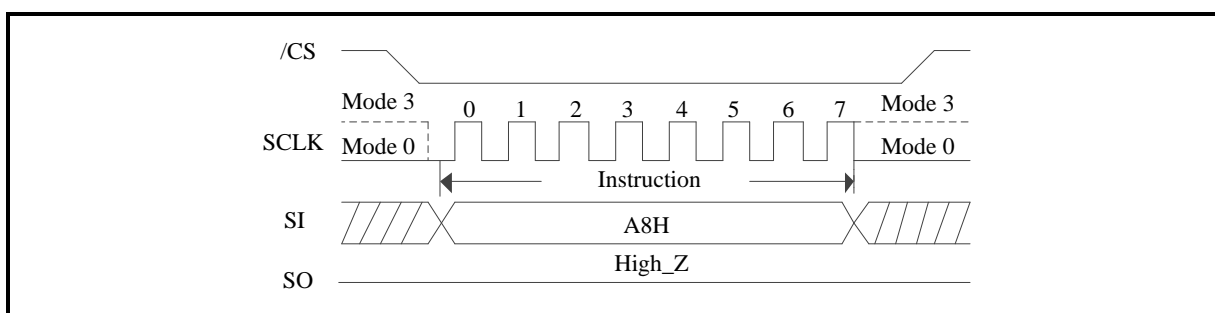 /CS
Mode 3 0 1 2 3 4 5 6 7 Mode 3
SCLK Mode 0 Mode 0
Instruction
SI A8H
High_Z
SO